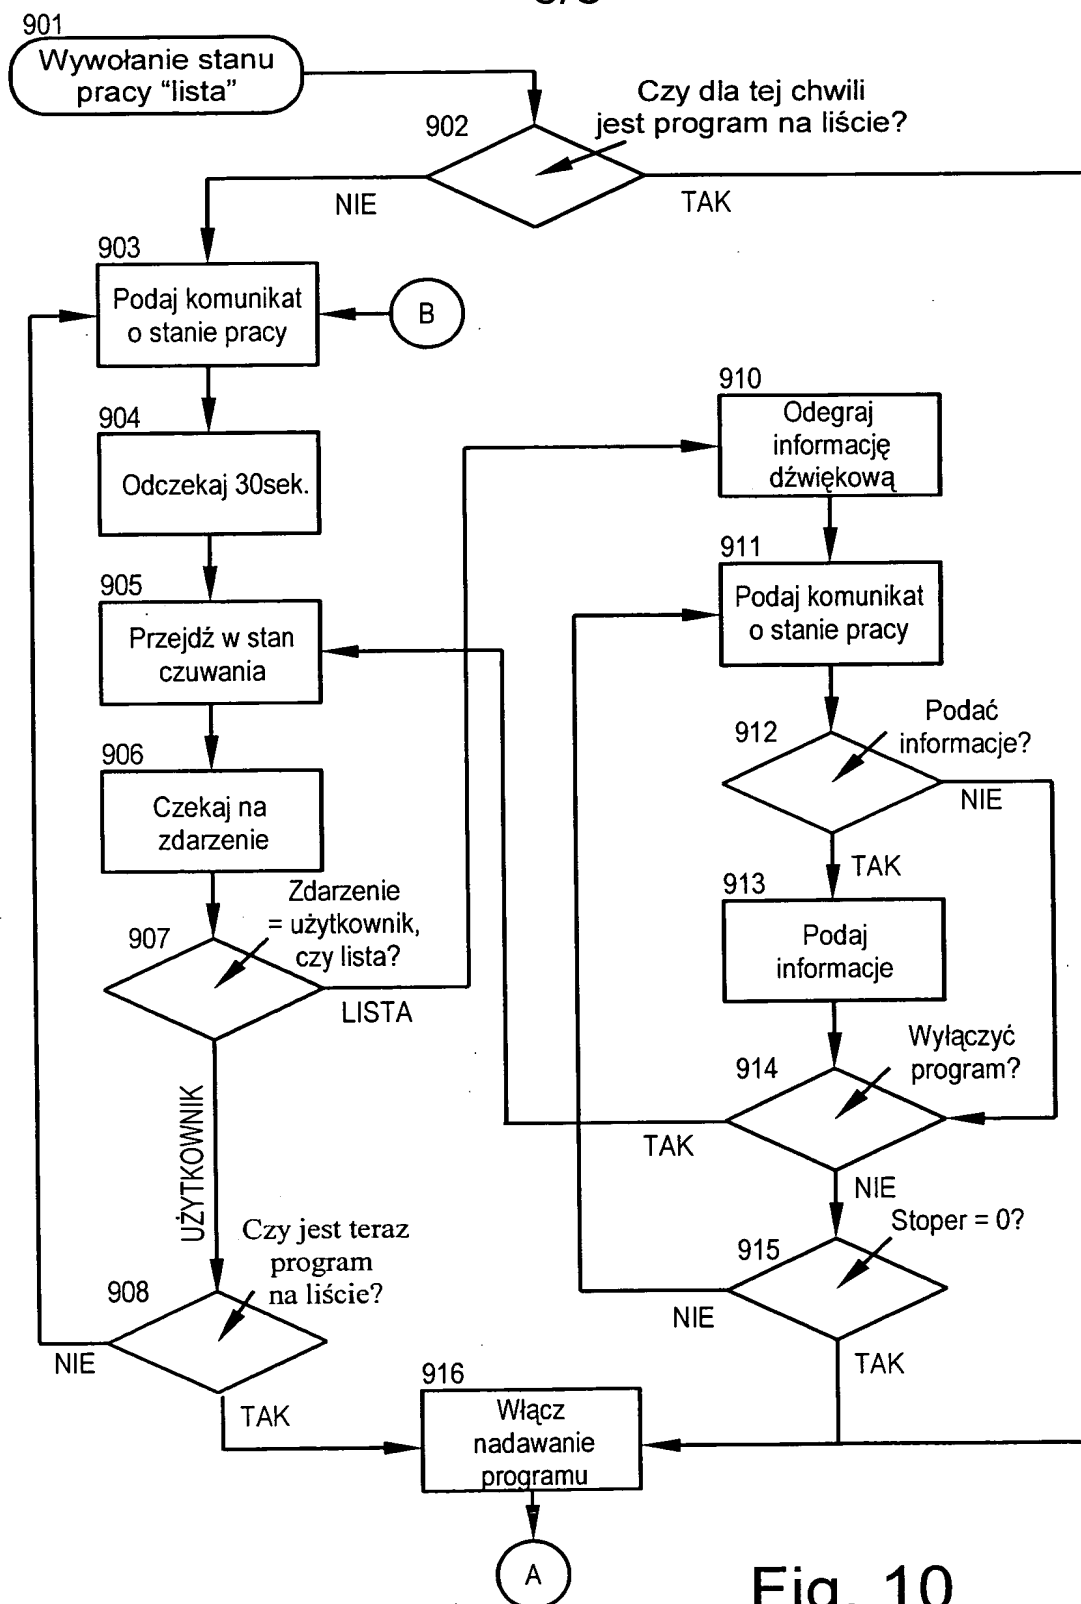 901
Wywołanie stanu
pracy “lista”
Czy dla tej chwili
jest program na liście?
902
NIE
TAK
903
Podaj komunikat
o stanie pracy
B
904
Odczekaj 30sek.
905
Przejdź w stan
czuwania
906
Czekaj na
zdarzenie
907
Zdarzenie
= użytkownik,
czy lista?
LISTA
UŻYTKOWNIK
908
Czy jest teraz
program
na liście?
NIE
TAK
910
Odegraj
informację
dźwiękową
911
Podaj komunikat
o stanie pracy
912
Podać
informacje?
NIE
TAK
913
Podaj
informacje
914
Wyłączyć
program?
TAK
NIE
915
Stoper = 0?
NIE
TAK
916
Włącz
nadawanie
programu
A
Fig. 10